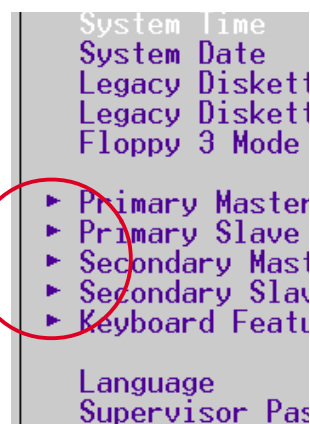 System Time
System Date
Legacy Diskett
Legacy Diskett
Floppy 3 Mode
Primary Master
Primary Slave
Secondary Mast
Secondary Slav
Keyboard Featu
Language
Supervisor Pas